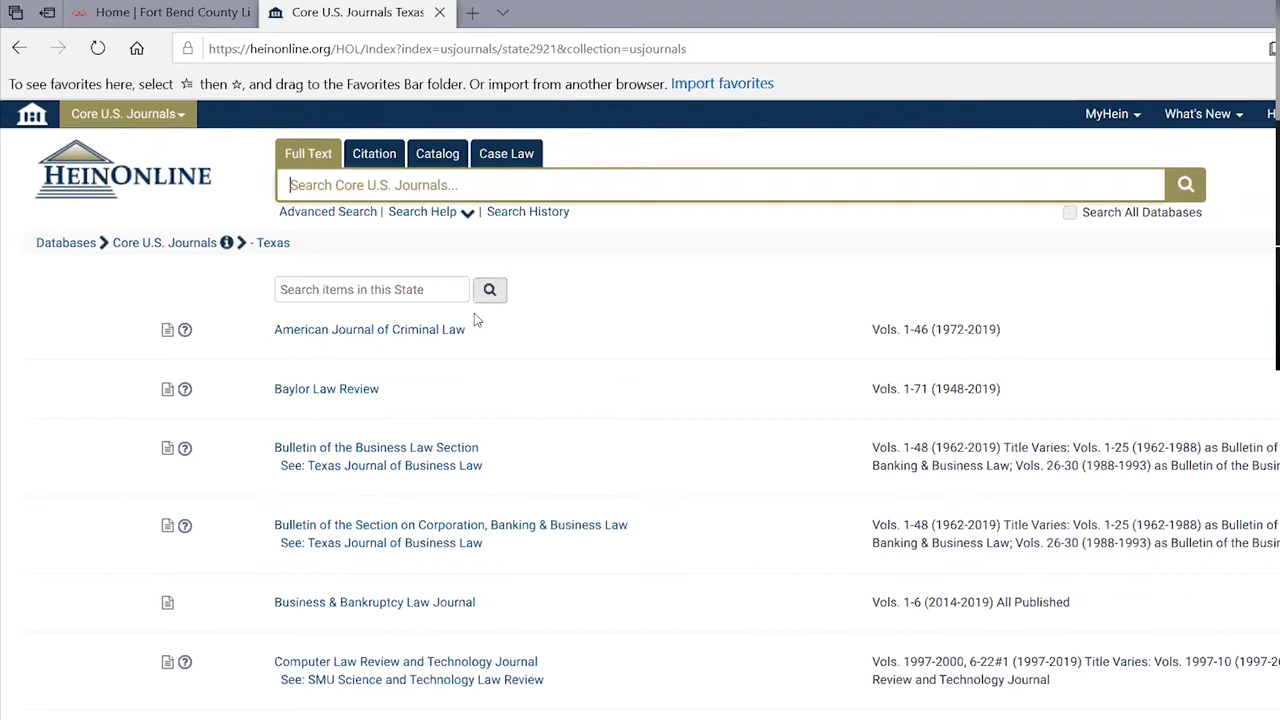 Home | Fort Bend County Li
Core U.S. Journals Texas
https://heinonline.org/HOL/Index?index=usjournals/state2921&collection=usjournals
To see favorites here, select then ☆, and drag to the Favorites Bar folder. Or import from another browser. Import favorites
Core U.S. Journals
MyHein What's New H
HEINONLINE
Full Text Citation Catalog Case Law
Search Core U.S. Journals...
Advanced Search | Search Help | Search History
Search All Databases
Databases Core U.S. Journals - Texas
Search items in this State
American Journal of Criminal Law Vols. 1-46 (1972-2019)
Baylor Law Review Vols. 1-71 (1948-2019)
Bulletin of the Business Law Section Vols. 1-48 (1962-2019) Title Varies: Vols. 1-25 (1962-1988) as Bulletin of
See: Texas Journal of Business Law Banking & Business Law; Vols. 26-30 (1988-1993) as Bulletin of the Busi
Bulletin of the Section on Corporation, Banking & Business Law Vols. 1-48 (1962-2019) Title Varies: Vols. 1-25 (1962-1988) as Bulletin of
See: Texas Journal of Business Law Banking & Business Law; Vols. 26-30 (1988-1993) as Bulletin of the Busi
Business & Bankruptcy Law Journal Vols. 1-6 (2014-2019) All Published
Computer Law Review and Technology Journal Vols. 1997-2000, 6-22#1 (1997-2019) Title Varies: Vols. 1997-10 (1997-20
See: SMU Science and Technology Law Review Review and Technology Journal